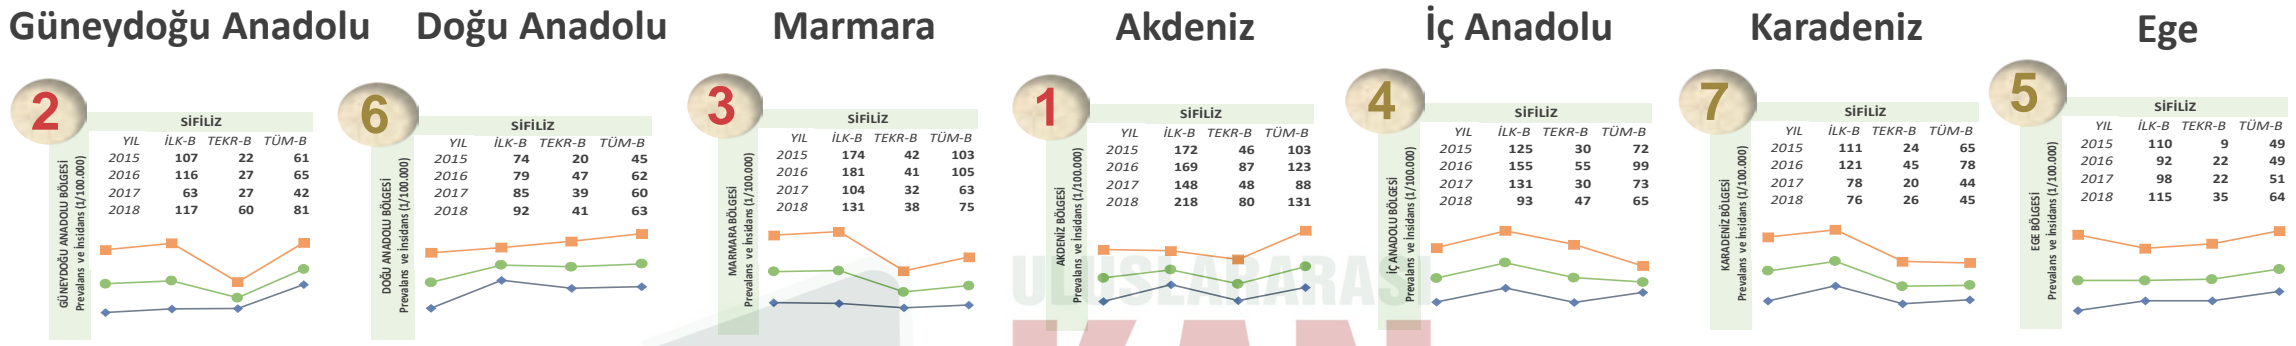 Güneydoğu Anadolu
2
SİFİLİZ
YIL İLK-B TEKR-B TÜM-B
2015 107 22 61
2016 116 27 65
2017 63 27 42
2018 117 60 81
GÜNEYDOĞU ANADOLU BÖLGESİ
Prevalans ve İnsidans (1/100.000)
Doğu Anadolu
6
SİFİLİZ
YIL İLK-B TEKR-B TÜM-B
2015 74 20 45
2016 79 47 62
2017 85 39 60
2018 92 41 63
DOĞU ANADOLU BÖLGESİ
Prevalans ve İnsidans (1/100.000)
Marmara
3
SİFİLİZ
YIL İLK-B TEKR-B TÜM-B
2015 174 42 103
2016 181 41 105
2017 104 32 63
2018 131 38 75
MARMARA BÖLGESİ
Prevalans ve İnsidans (1/100.000)
Akdeniz
1
SİFİLİZ
YIL İLK-B TEKR-B TÜM-B
2015 172 46 103
2016 169 87 123
2017 148 48 88
2018 218 80 131
AKDENİZ BÖLGESİ
Prevalans ve İnsidans (1/100.000)
İç Anadolu
4
SİFİLİZ
YIL İLK-B TEKR-B TÜM-B
2015 125 30 72
2016 155 55 99
2017 131 30 73
2018 93 47 65
İÇ ANADOLU BÖLGESİ
Prevalans ve İnsidans (1/100.000)
Karadeniz
7
SİFİLİZ
YIL İLK-B TEKR-B TÜM-B
2015 111 24 65
2016 121 45 78
2017 78 20 44
2018 76 26 45
KARADENİZ BÖLGESİ
Prevalans ve İnsidans (1/100.000)
Ege
5
SİFİLİZ
YIL İLK-B TEKR-B TÜM-B
2015 110 9 49
2016 92 22 49
2017 98 22 51
2018 115 35 64
EGE BÖLGESİ
Prevalans ve İnsidans (1/100.000)
ULUSLARARASI